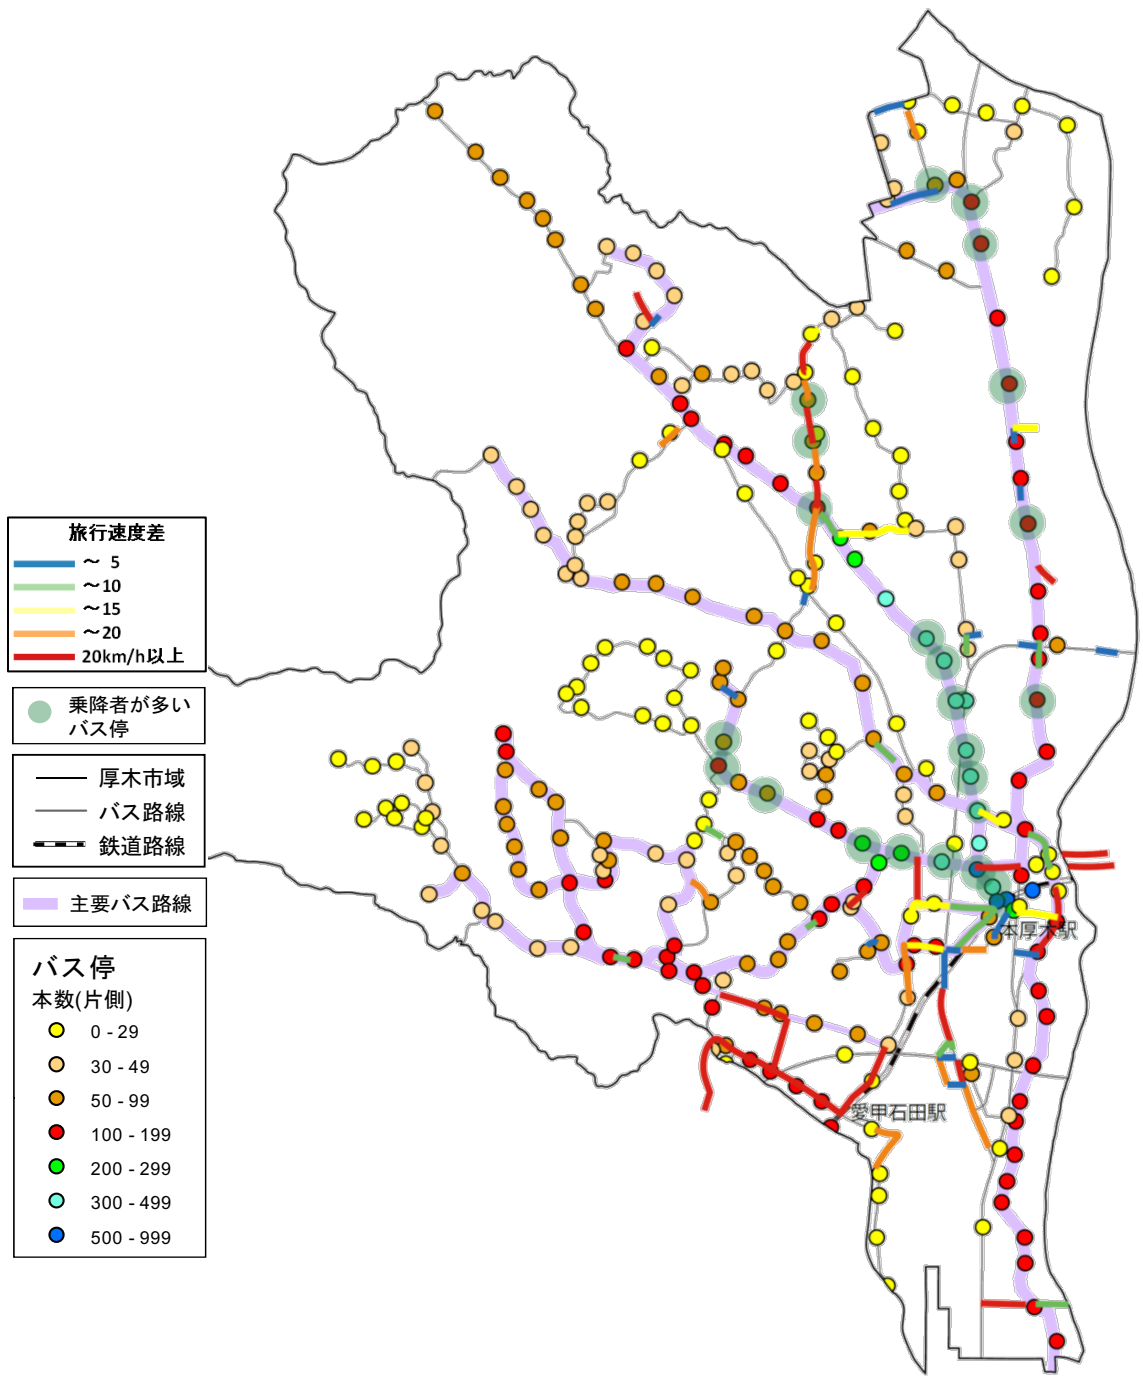 旅行速度差
～ 5
～10
～15
～20
20km/h以上
乗降者が多い
バス停
厚木市域
バス路線
鉄道路線
主要バス路線
バス停
本数(片側)
0 - 29
30 - 49
50 - 99
100 - 199
200 - 299
300 - 499
500 - 999
本厚木駅
愛甲石田駅